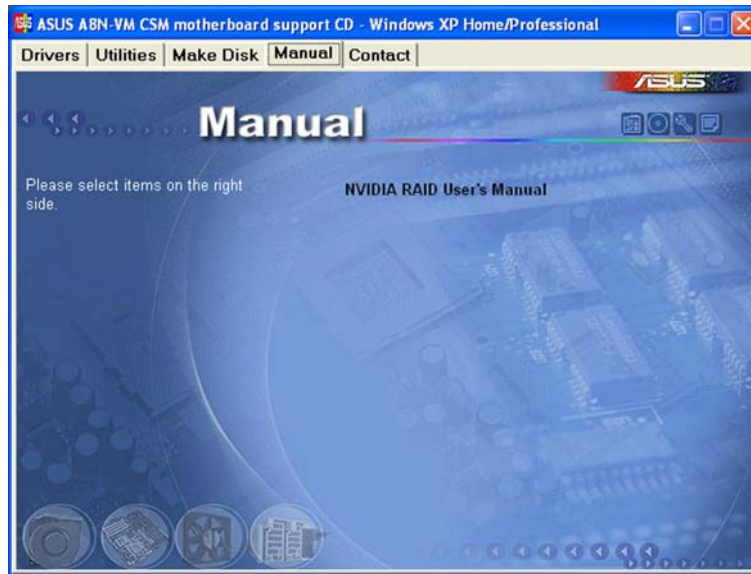 ASUS A8N-VM CSM motherboard support CD - Windows XP Home/Professional
Drivers Utilities Make Disk Manual Contact
ASUS
Manual
Please select items on the right
side.
NVIDIA RAID User's Manual